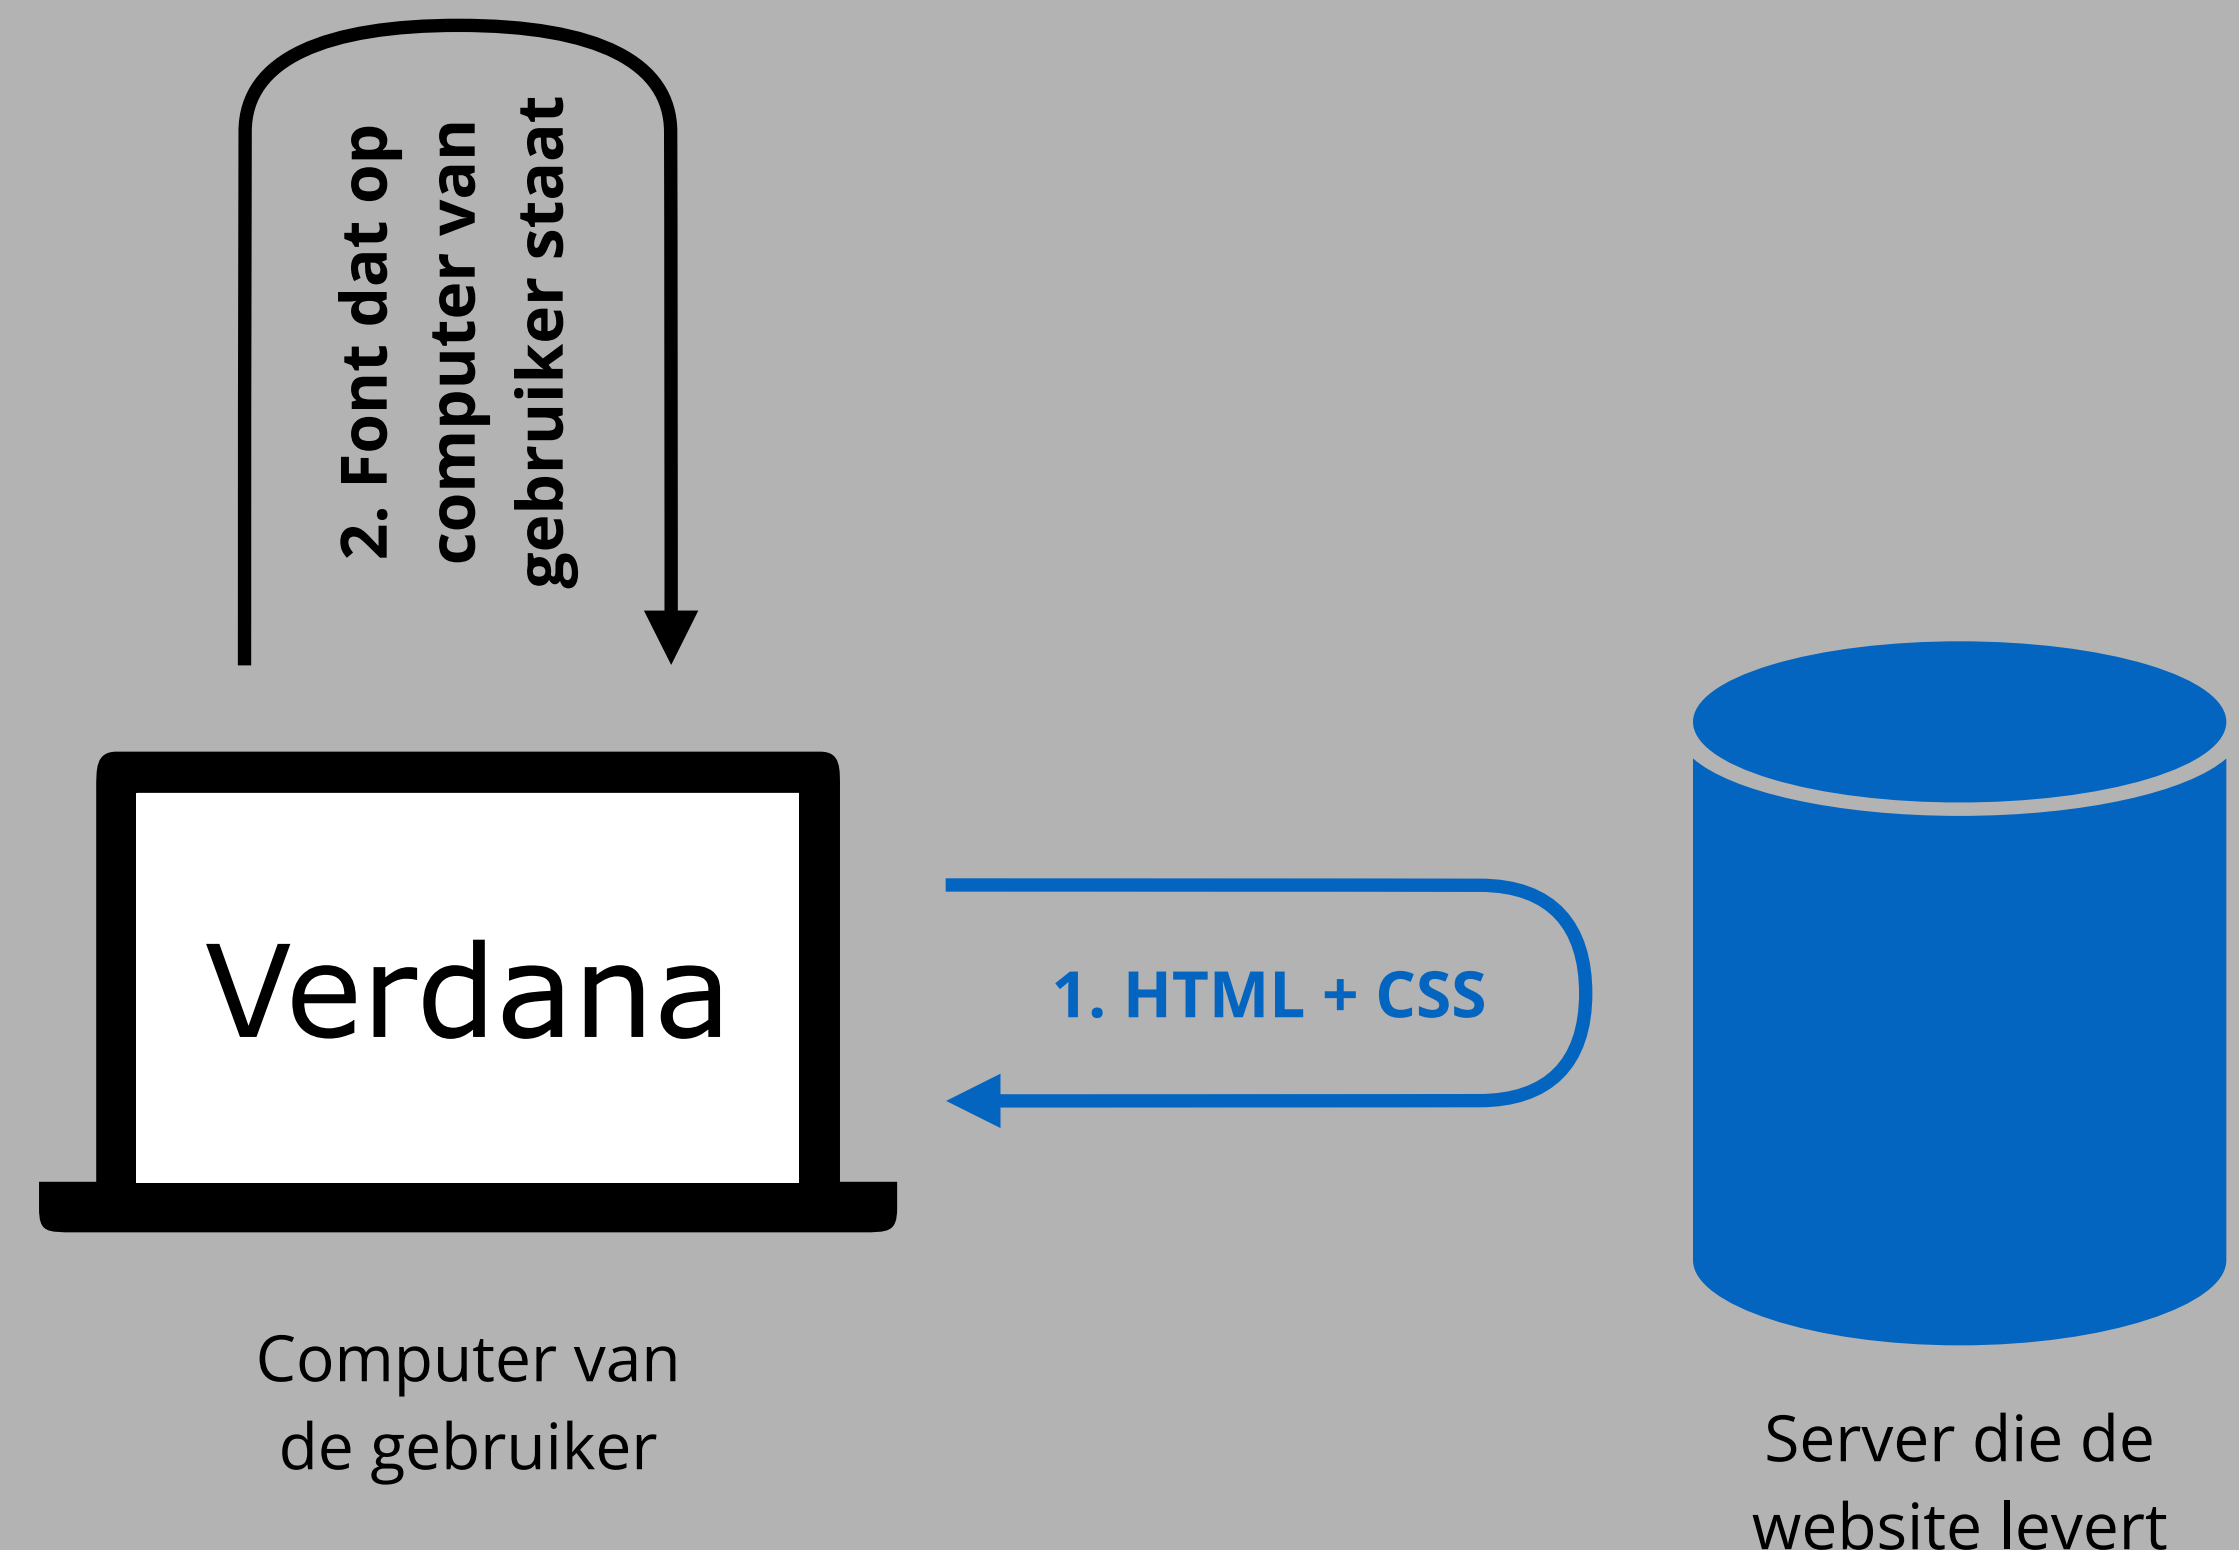 2. Font dat op
computer van
gebruiker staat
Verdana
1. HTML + CSS
Computer van
de gebruiker
Server die de
website levert